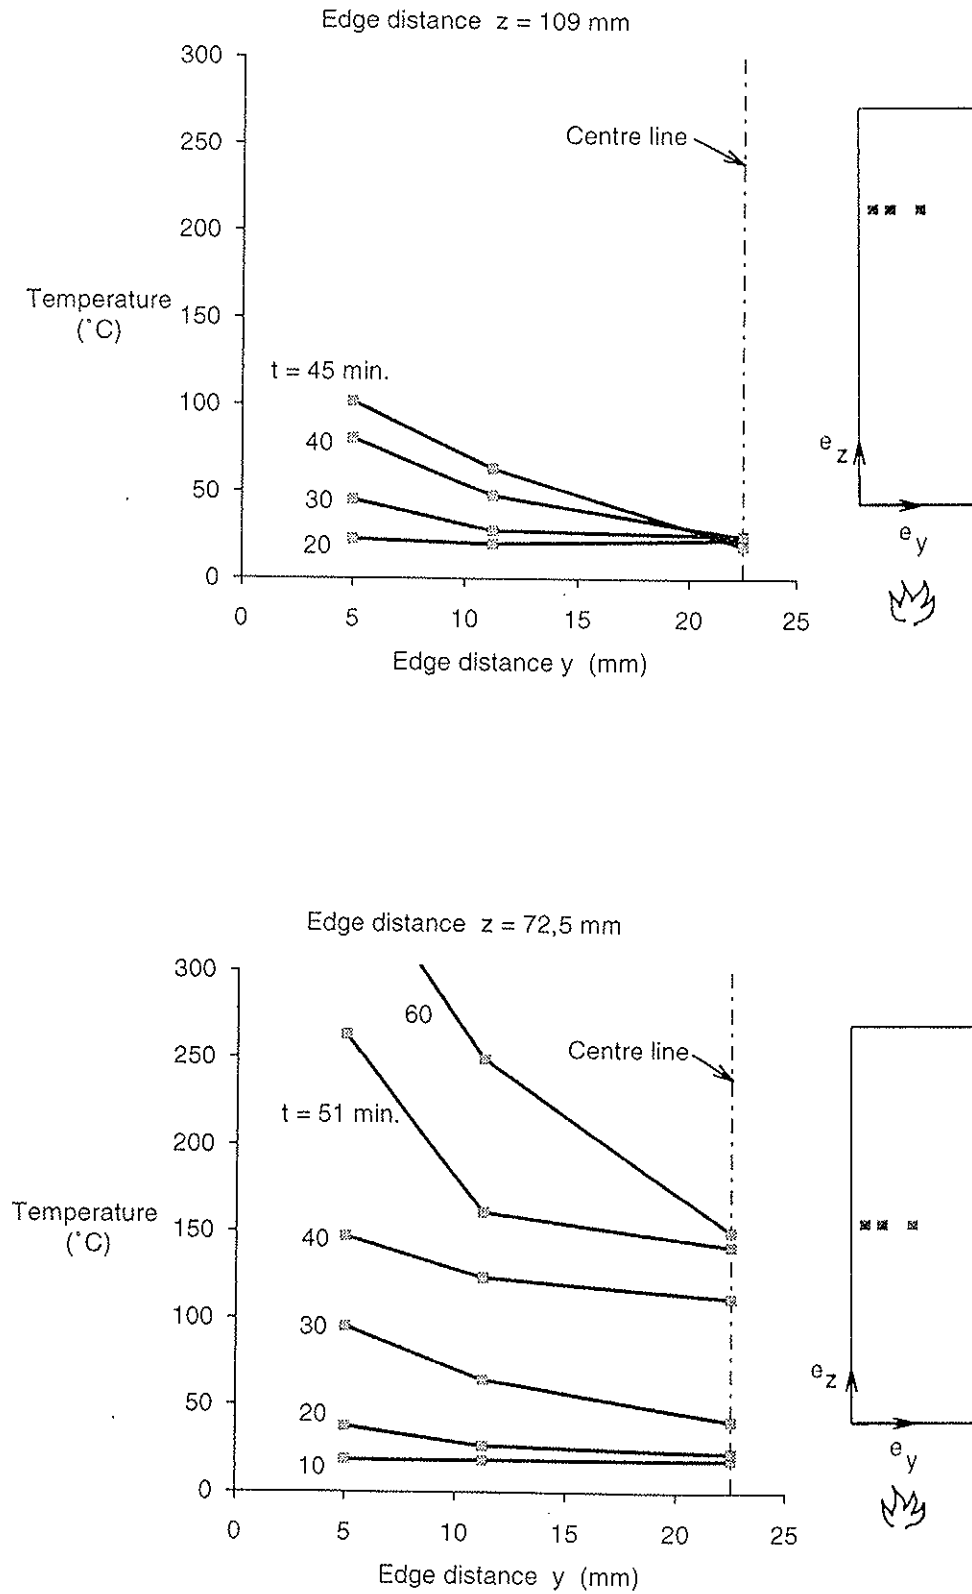 Edge distance z = 109 mm
300
250
Centre line
200
Temperature
(˚C)
150
t = 45 min.
100
40
50
30
20
0
0 5 10 15 20 25
Edge distance y (mm)
e z
e y
Edge distance z = 72,5 mm
300
60
250
Centre line
t = 51 min.
200
Temperature
(˚C)
150
40
100
30
50
20
10
0
0 5 10 15 20 25
Edge distance y (mm)
e z
e y